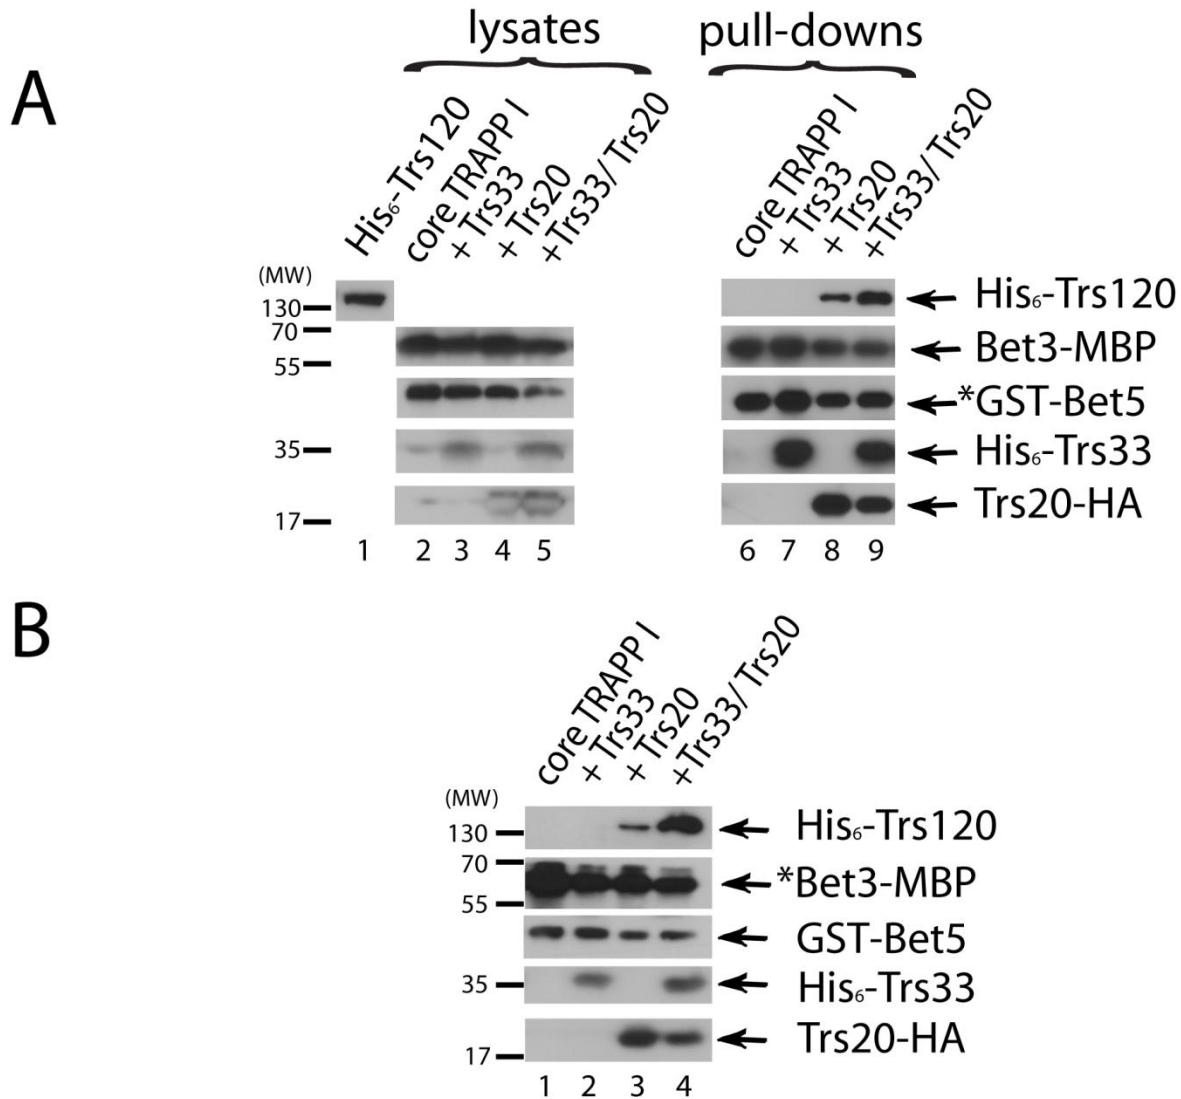 lysates pull-downs
A
His₆-Trs120
core TRAPP I
+Trs33
+Trs20
+Trs33/Trs20
core TRAPP I
+Trs33
+Trs20
+Trs33/Trs20
(MW)
130
His₆-Trs120
70
Bet3-MBP
55
*GST-Bet5
35
His₆-Trs33
Trs20-HA
17
1 2 3 4 5 6 7 8 9
B
core TRAPP I
+Trs33
+Trs20
+Trs33/Trs20
(MW)
130
His₆-Trs120
70
*Bet3-MBP
55
GST-Bet5
35
His₆-Trs33
Trs20-HA
17
1 2 3 4